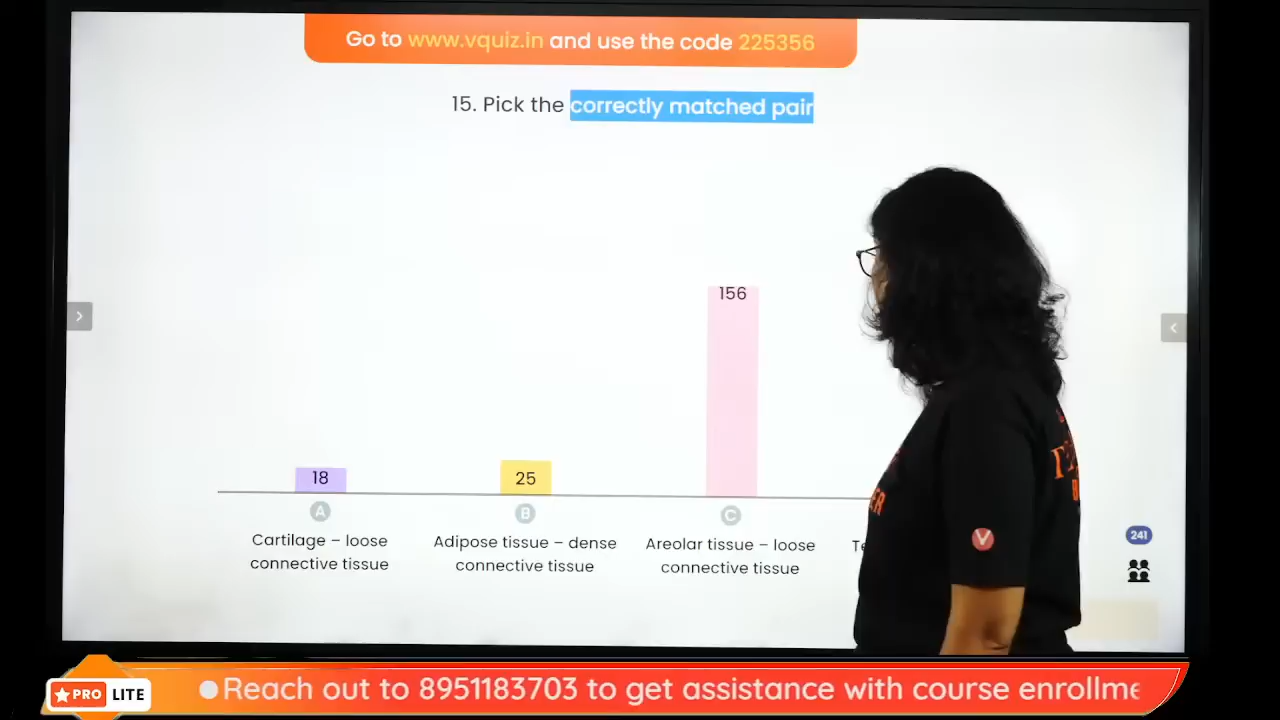 Go to www.vquiz.in and use the code 225356
15. Pick the correctly matched pair
156
18
25
A
B
C
Cartilage – loose
connective tissue
Adipose tissue – dense
connective tissue
Areolar tissue – loose
connective tissue
241
V
PRO LITE
Reach out to 8951183703 to get assistance with course enrollme